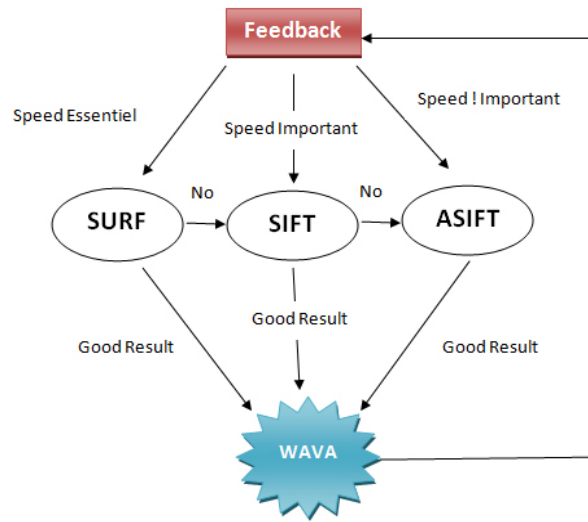 Feedback
Speed Essentiel
Speed Important
Speed ! Important
No
No
SURF
SIFT
ASIFT
Good Result
Good Result
Good Result
WAVA